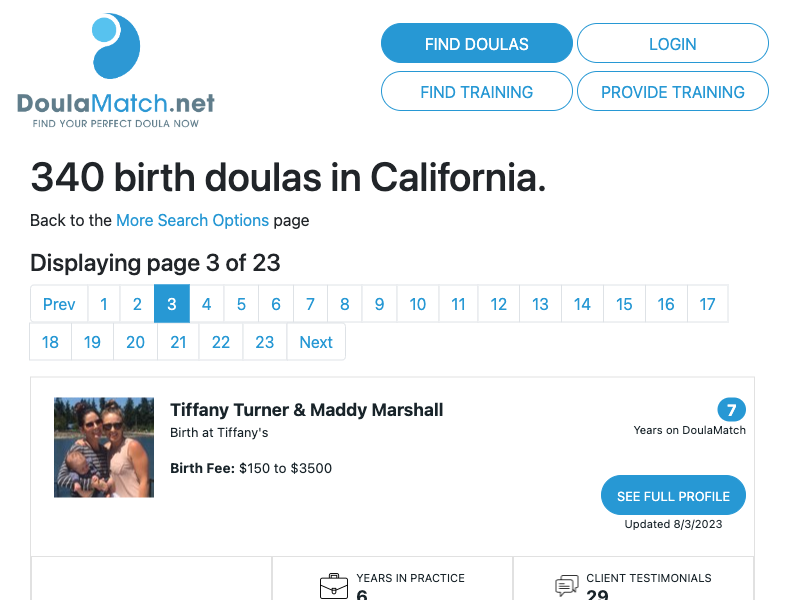 DoulaMatch.net
FIND YOUR PERFECT DOULA NOW
FIND DOULAS
LOGIN
FIND TRAINING
PROVIDE TRAINING
340 birth doulas in California.
Back to the More Search Options page
Displaying page 3 of 23
Prev 1 2 3 4 5 6 7 8 9 10 11 12 13 14 15 16 17
18 19 20 21 22 23 Next
Tiffany Turner & Maddy Marshall
Birth at Tiffany's
Birth Fee: $150 to $3500
7
Years on DoulaMatch
SEE FULL PROFILE
Updated 8/3/2023
YEARS IN PRACTICE
6
CLIENT TESTIMONIALS
29